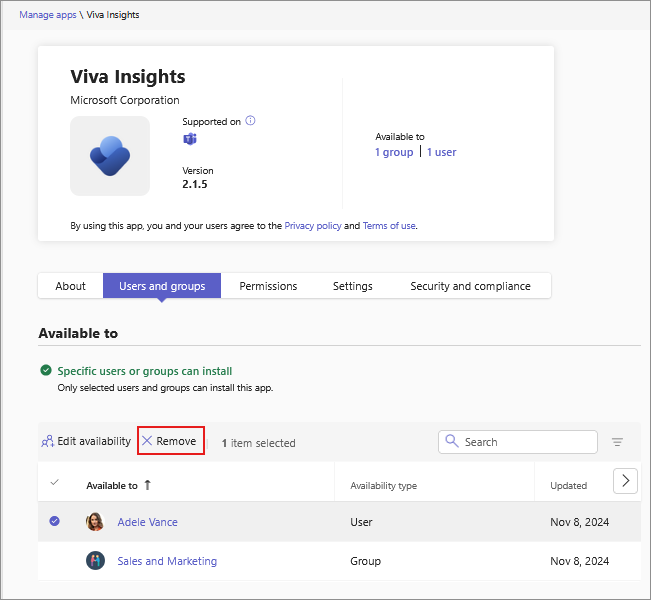 Manage apps \ Viva Insights
Viva Insights
Microsoft Corporation
Supported on
Version
2.1.5
Available to
1 group | 1 user
By using this app, you and your users agree to the Privacy policy and Terms of use.
About Users and groups Permissions Settings Security and compliance
Available to
Specific users or groups can install
Only selected users and groups can install this app.
Edit availability Remove 1 item selected Search
Available to ↑ Availability type Updated
Adele Vance User Nov 8, 2024
Sales and Marketing Group Nov 8, 2024